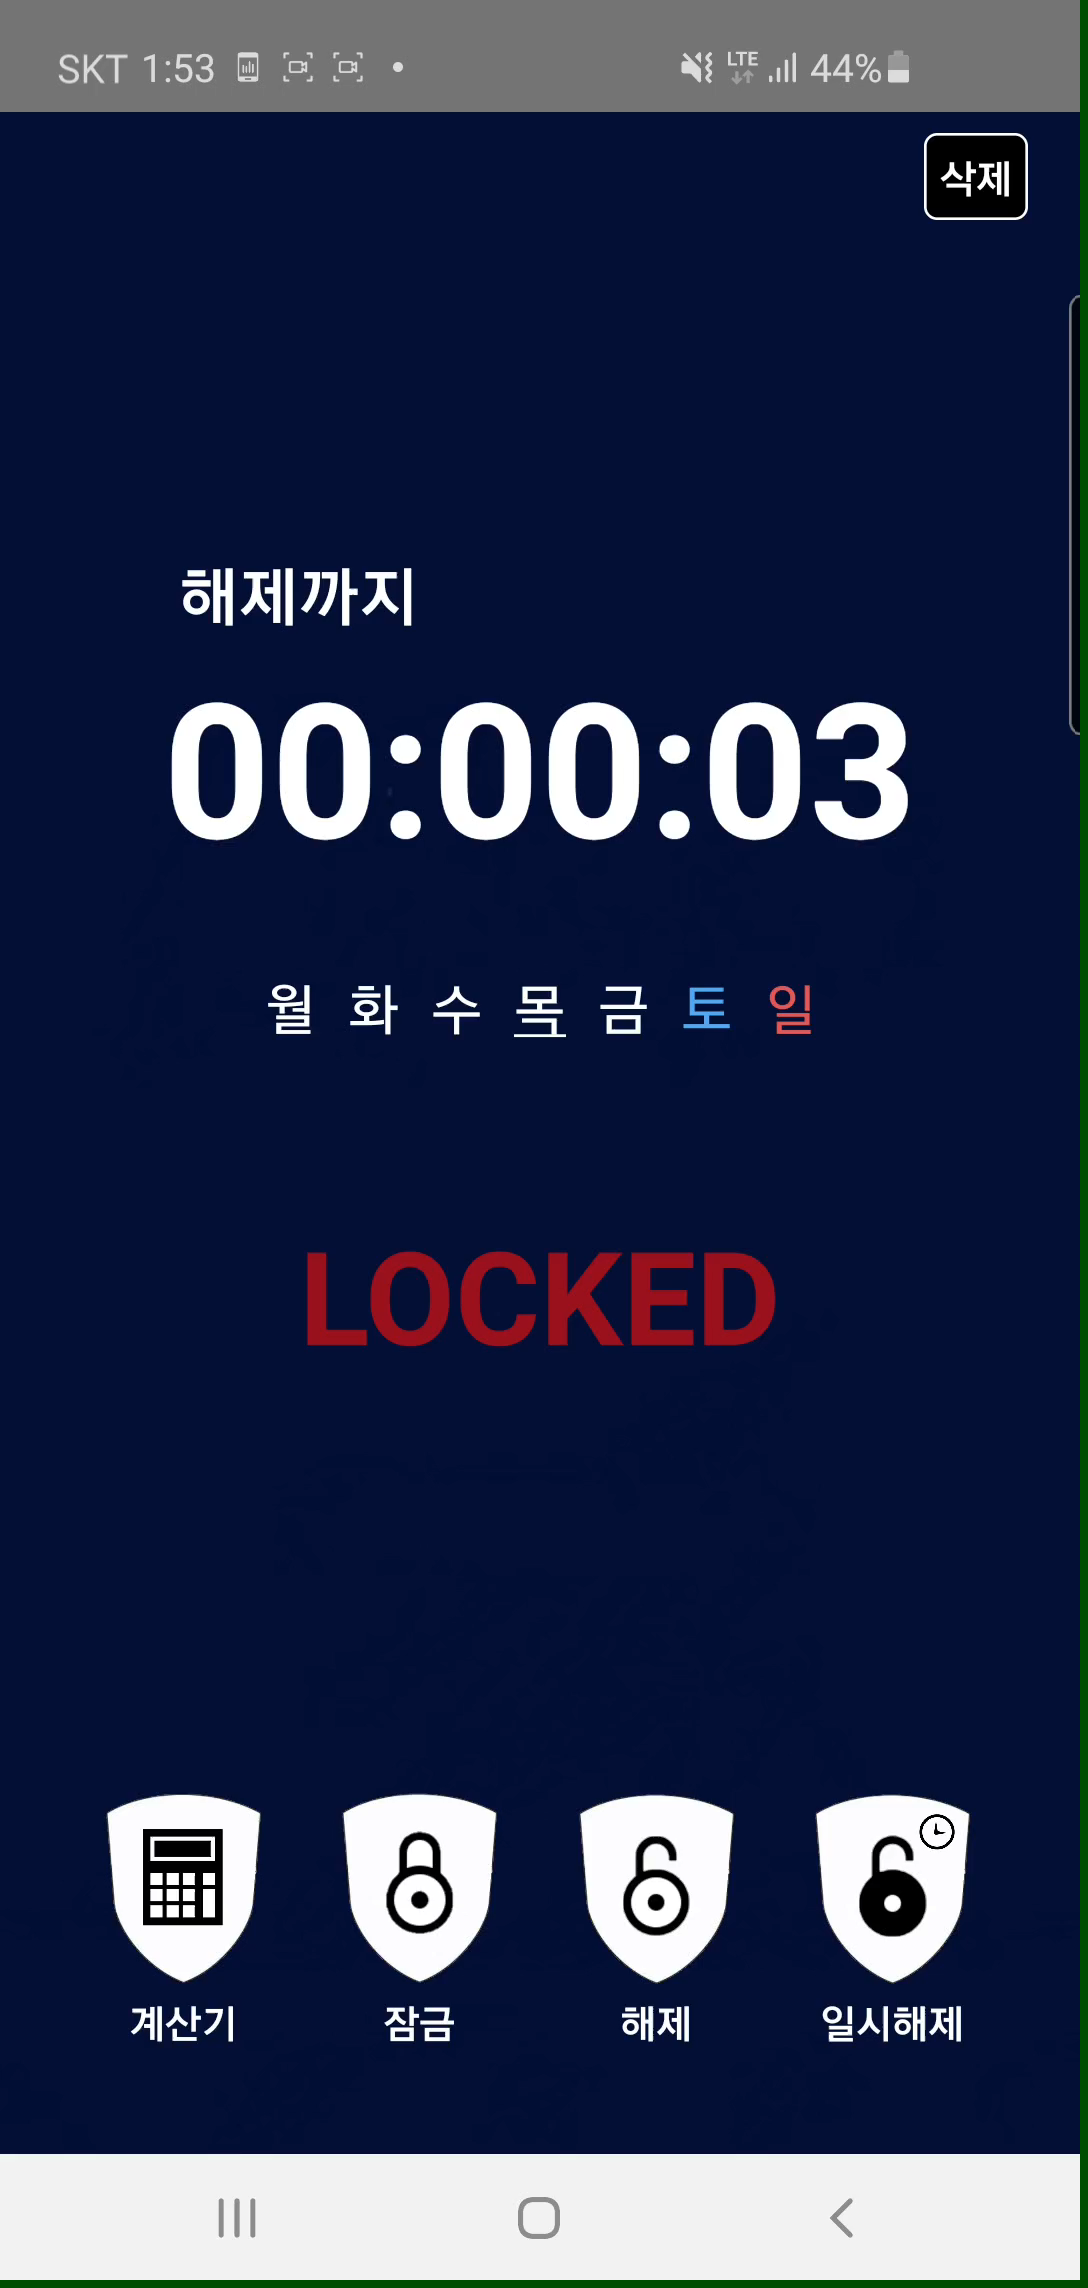 SKT 1:53 LTE 44%
삭제
해제까지
00:00:03
월 화 수 목 금 토 일
LOCKED
계산기 잠금 해제 일시해제